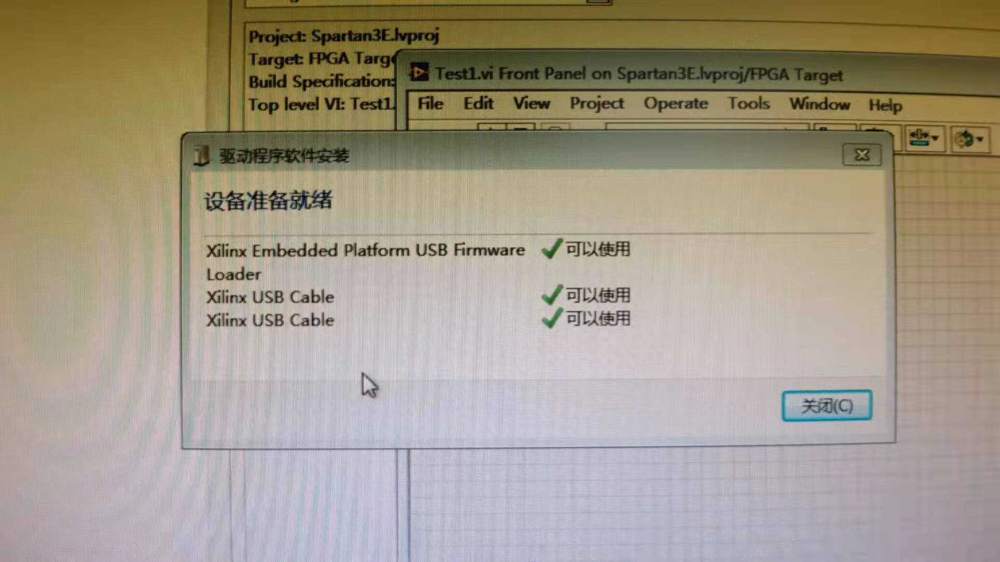 Project: Spartan3E.lvproj
Target: FPGA
Build Specification:
Top level VI: Test1.
Test1.vi Front Panel on Spartan3E.lvproj/FPGA Target
File Edit View Project Operate Tools Window Help
驱动程序软件安装
设备准备就绪
Xilinx Embedded Platform USB Firmware Loader 可以使用
Xilinx USB Cable 可以使用
Xilinx USB Cable 可以使用
关闭(C)